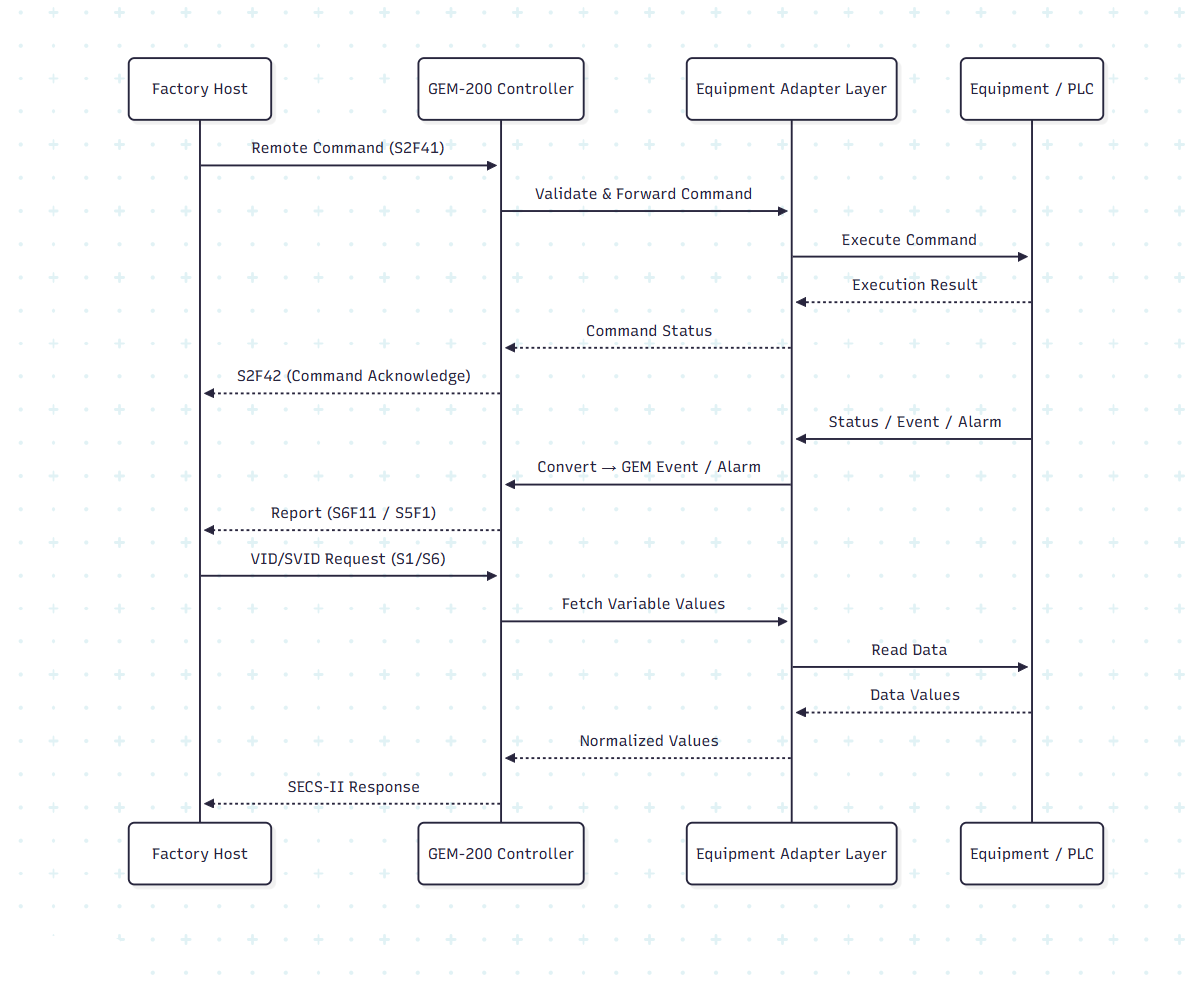 Factory Host
GEM-200 Controller
Equipment Adapter Layer
Equipment / PLC
Remote Command (S2F41)
Validate & Forward Command
Execute Command
Execution Result
Command Status
S2F42 (Command Acknowledge)
Status / Event / Alarm
Convert → GEM Event / Alarm
Report (S6F11 / S5F1)
VID/SVID Request (S1/S6)
Fetch Variable Values
Read Data
Data Values
Normalized Values
SECS-II Response
Factory Host
GEM-200 Controller
Equipment Adapter Layer
Equipment / PLC